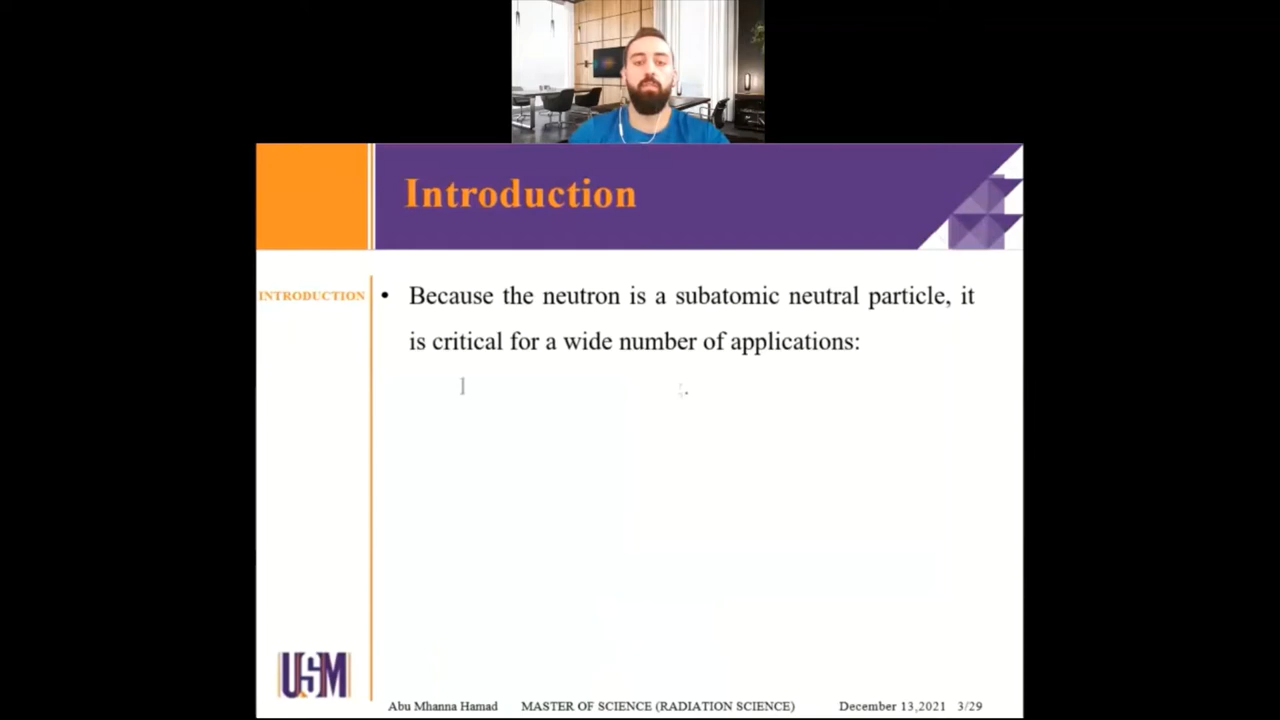 Introduction
INTRODUCTION
• Because the neutron is a subatomic neutral particle, it
is critical for a wide number of applications:
USM
Abu Mhanna Hamad MASTER OF SCIENCE (RADIATION SCIENCE) December 13,2021 3/29